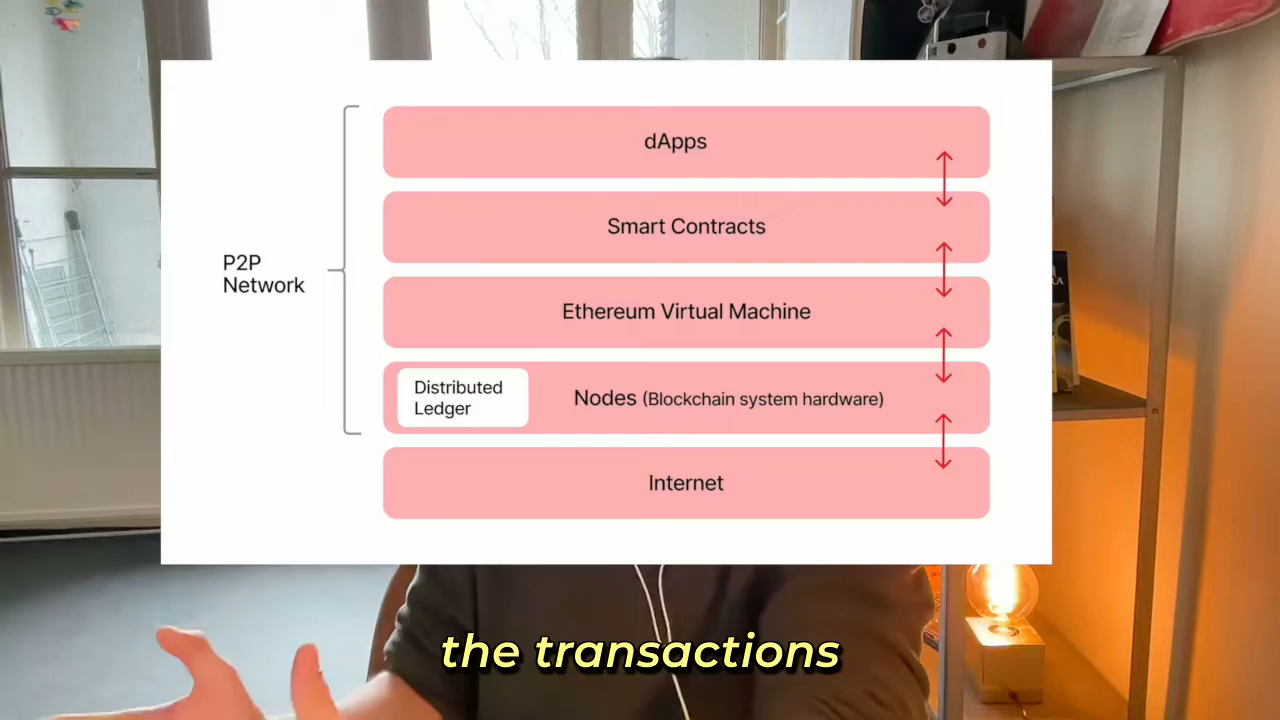 dApps
Smart Contracts
P2P
Network
Ethereum Virtual Machine
Distributed
Ledger
Nodes (Blockchain system hardware)
Internet
the transactions